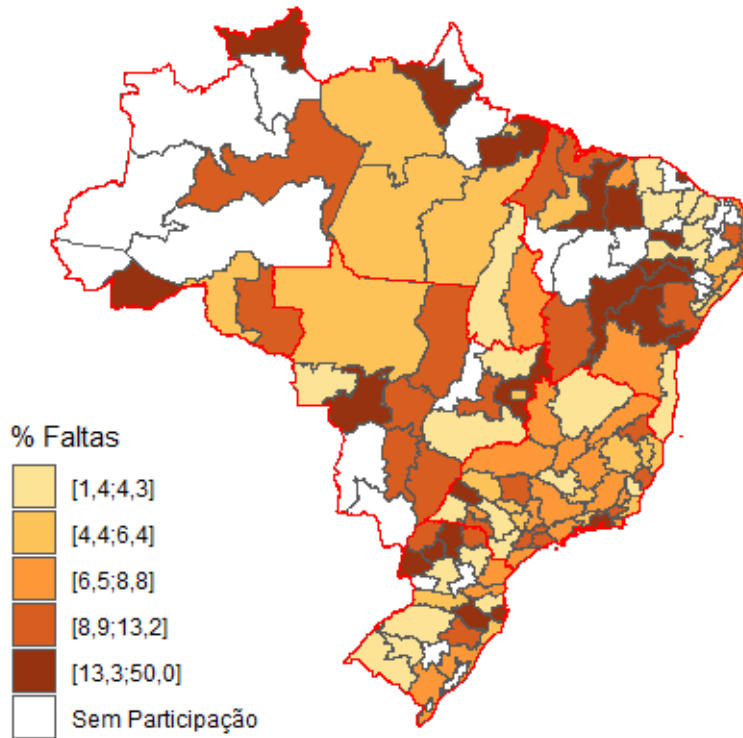 % Faltas
[1,4;4,3]
[4,4;6,4]
[6,5;8,8]
[8,9;13,2]
[13,3;50,0]
Sem Participação